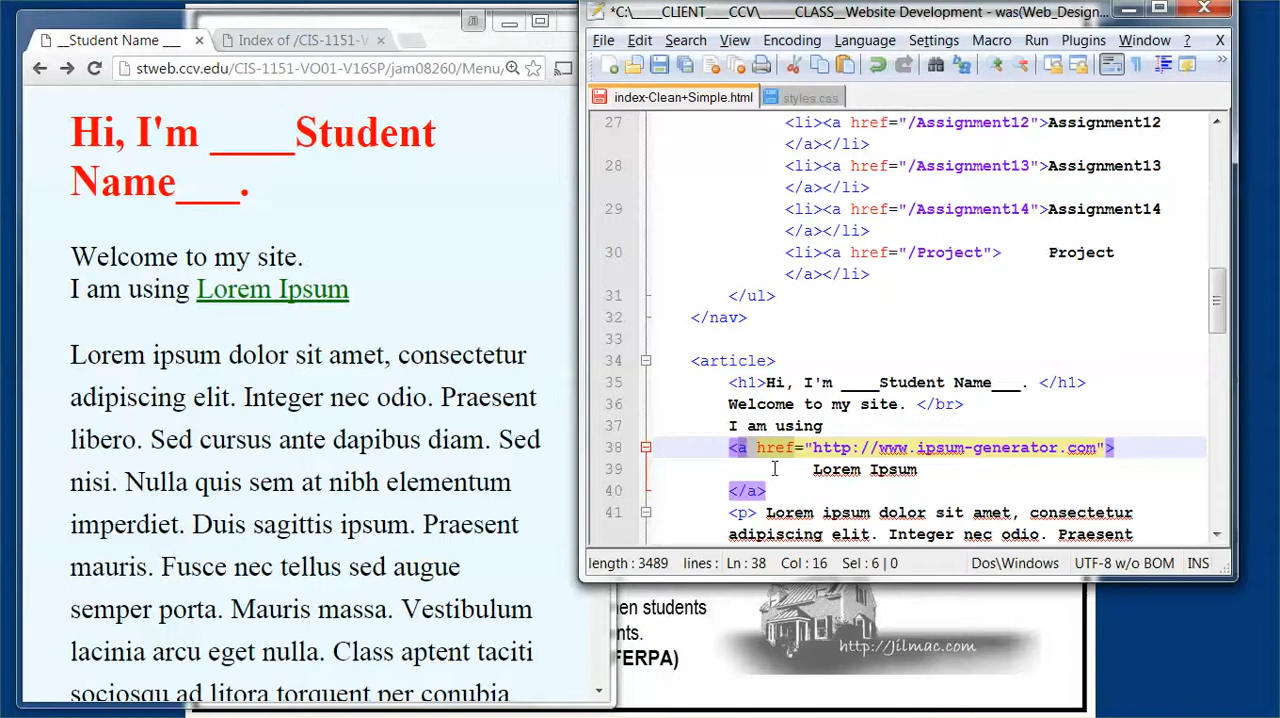 __Student Name ___
Index of /CIS-1151-V
stweb.ccv.edu/CIS-1151-VO01-V16SP/jam08260/Menu/
Hi, I'm ____Student
Name___.
Welcome to my site.
I am using Lorem Ipsum
Lorem ipsum dolor sit amet, consectetur
adipiscing elit. Integer nec odio. Praesent
libero. Sed cursus ante dapibus diam. Sed
nisi. Nulla quis sem at nibh elementum
imperdiet. Duis sagittis ipsum. Praesent
mauris. Fusce nec tellus sed augue
semper porta. Mauris massa. Vestibulum
lacinia arcu eget nulla. Class aptent taciti
sociosqu ad litora torquent per conubia
*C:\____CLIENT___CCV\_____CLASS__Website Development - was(Web_Design...
File Edit Search View Encoding Language Settings Macro Run Plugins Window ? X
index-Clean+Simple.html
styles.css
27 <li><a href="/Assignment12">Assignment12
</a></li>
28 <li><a href="/Assignment13">Assignment13
</a></li>
29 <li><a href="/Assignment14">Assignment14
</a></li>
30 <li><a href="/Project"> Project
</a></li>
31 </ul>
32 </nav>
33
34 <article>
35 <h1>Hi, I'm ____Student Name___. </h1>
36 Welcome to my site. </br>
37 I am using
38 <a href="http://www.ipsum-generator.com">
39 Lorem Ipsum
40 </a>
41 <p> Lorem ipsum dolor sit amet, consectetur
adipiscing elit. Integer nec odio. Praesent
length : 3489 lines : Ln : 38 Col : 16 Sel : 6 | 0 Dos\Windows UTF-8 w/o BOM INS
en students
nts.
(FERPA)
http://Jilmac.com